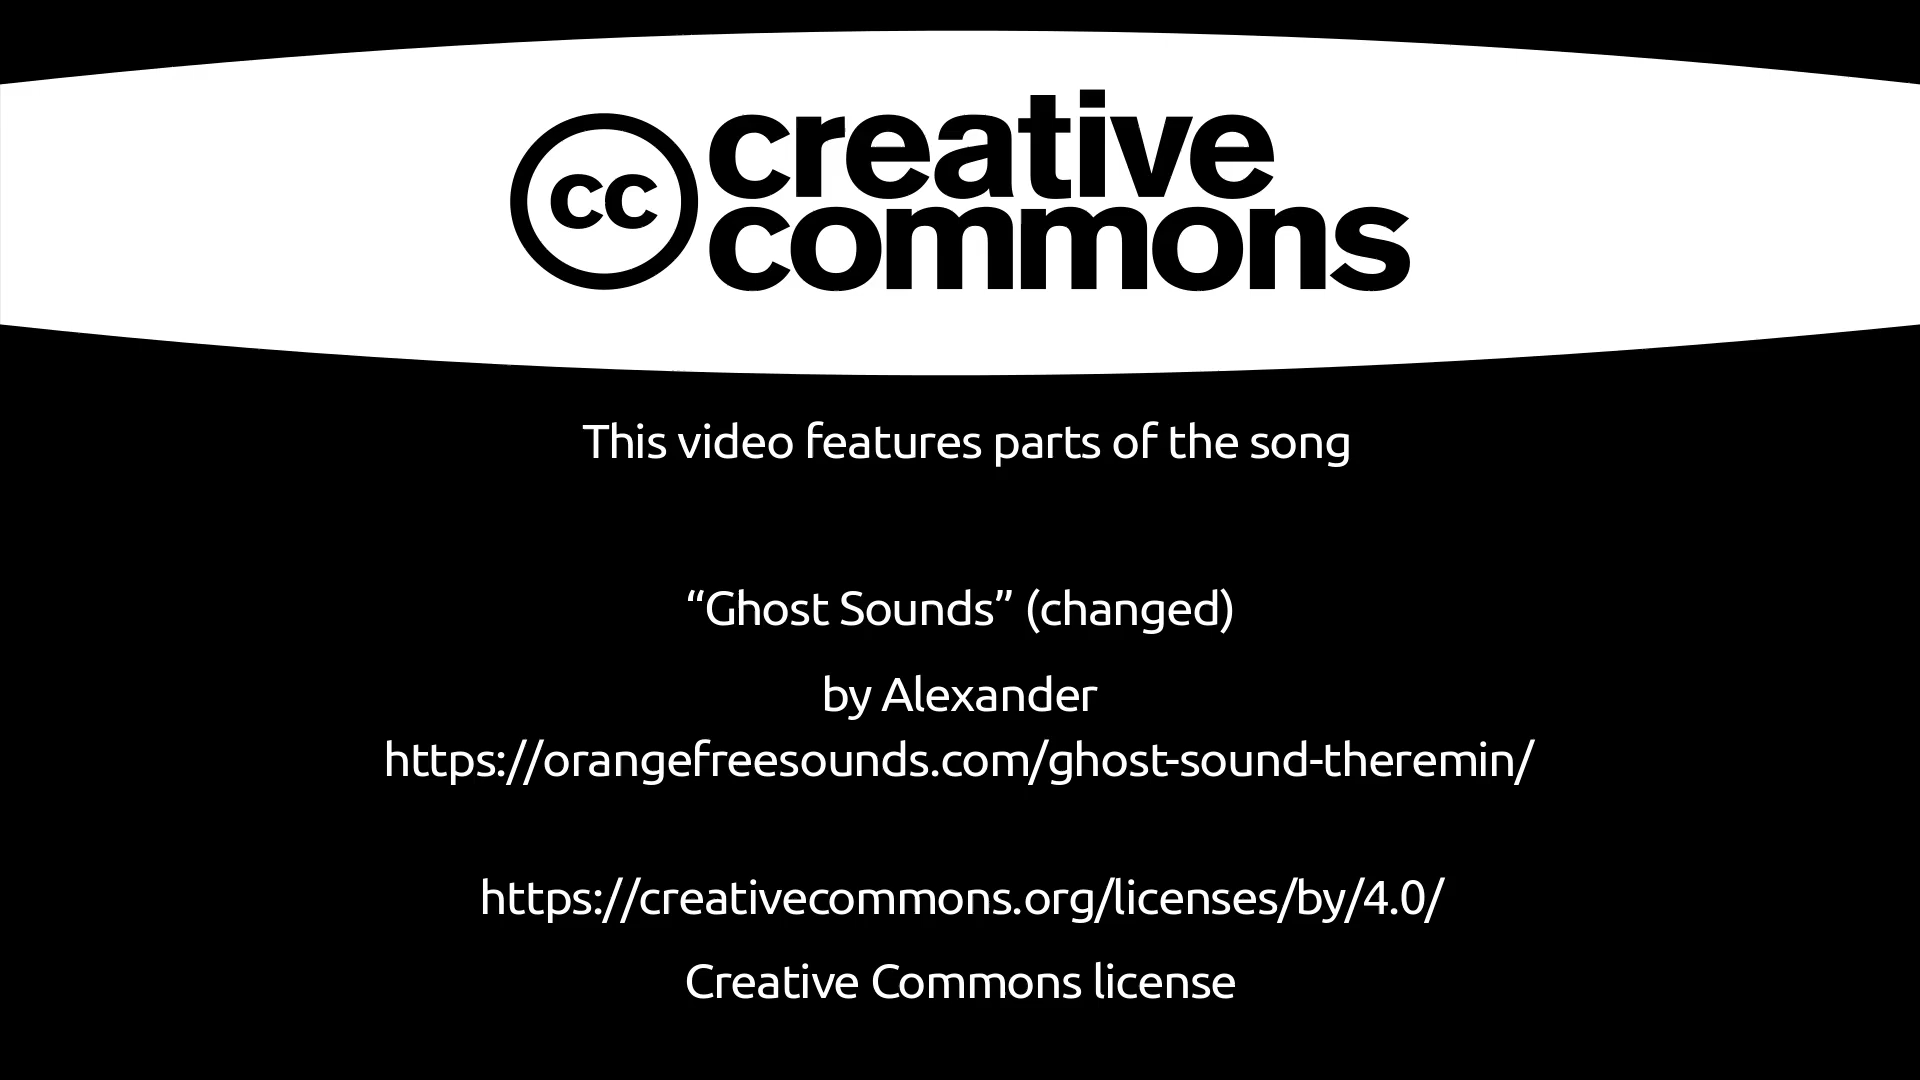 cc creative
commons
This video features parts of the song
“Ghost Sounds” (changed)
by Alexander
https://orangefreesounds.com/ghost-sound-theremin/
https://creativecommons.org/licenses/by/4.0/
Creative Commons license